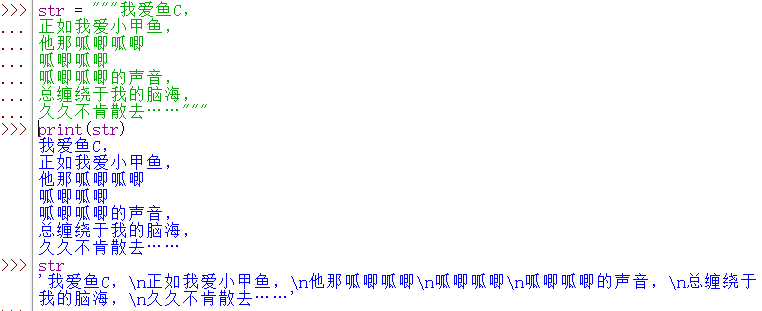 >>> str = """我爱鱼C，
... 正如我爱小甲鱼，
... 他那呱唧呱唧
... 呱唧呱唧
... 呱唧呱唧的声音，
... 总缠绕于我的脑海，
... 久久不肯散去……"""
>>> print(str)
我爱鱼C，
正如我爱小甲鱼，
他那呱唧呱唧
呱唧呱唧
呱唧呱唧的声音，
总缠绕于我的脑海，
久久不肯散去……
>>> str
'我爱鱼C，\n正如我爱小甲鱼，\n他那呱唧呱唧\n呱唧呱唧\n呱唧呱唧的声音，\n总缠绕于
我的脑海，\n久久不肯散去……'